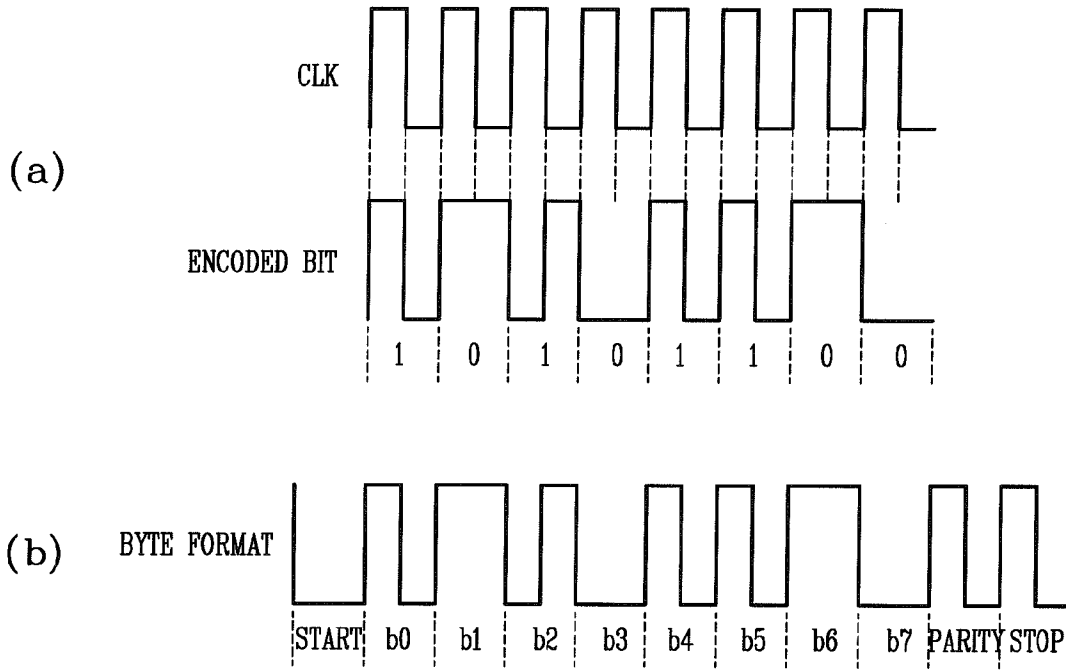 CLK
(a)
ENCODED BIT
1 0 1 0 1 1 0 0
(b)
BYTE FORMAT
START b0 b1 b2 b3 b4 b5 b6 b7 PARITY STOP